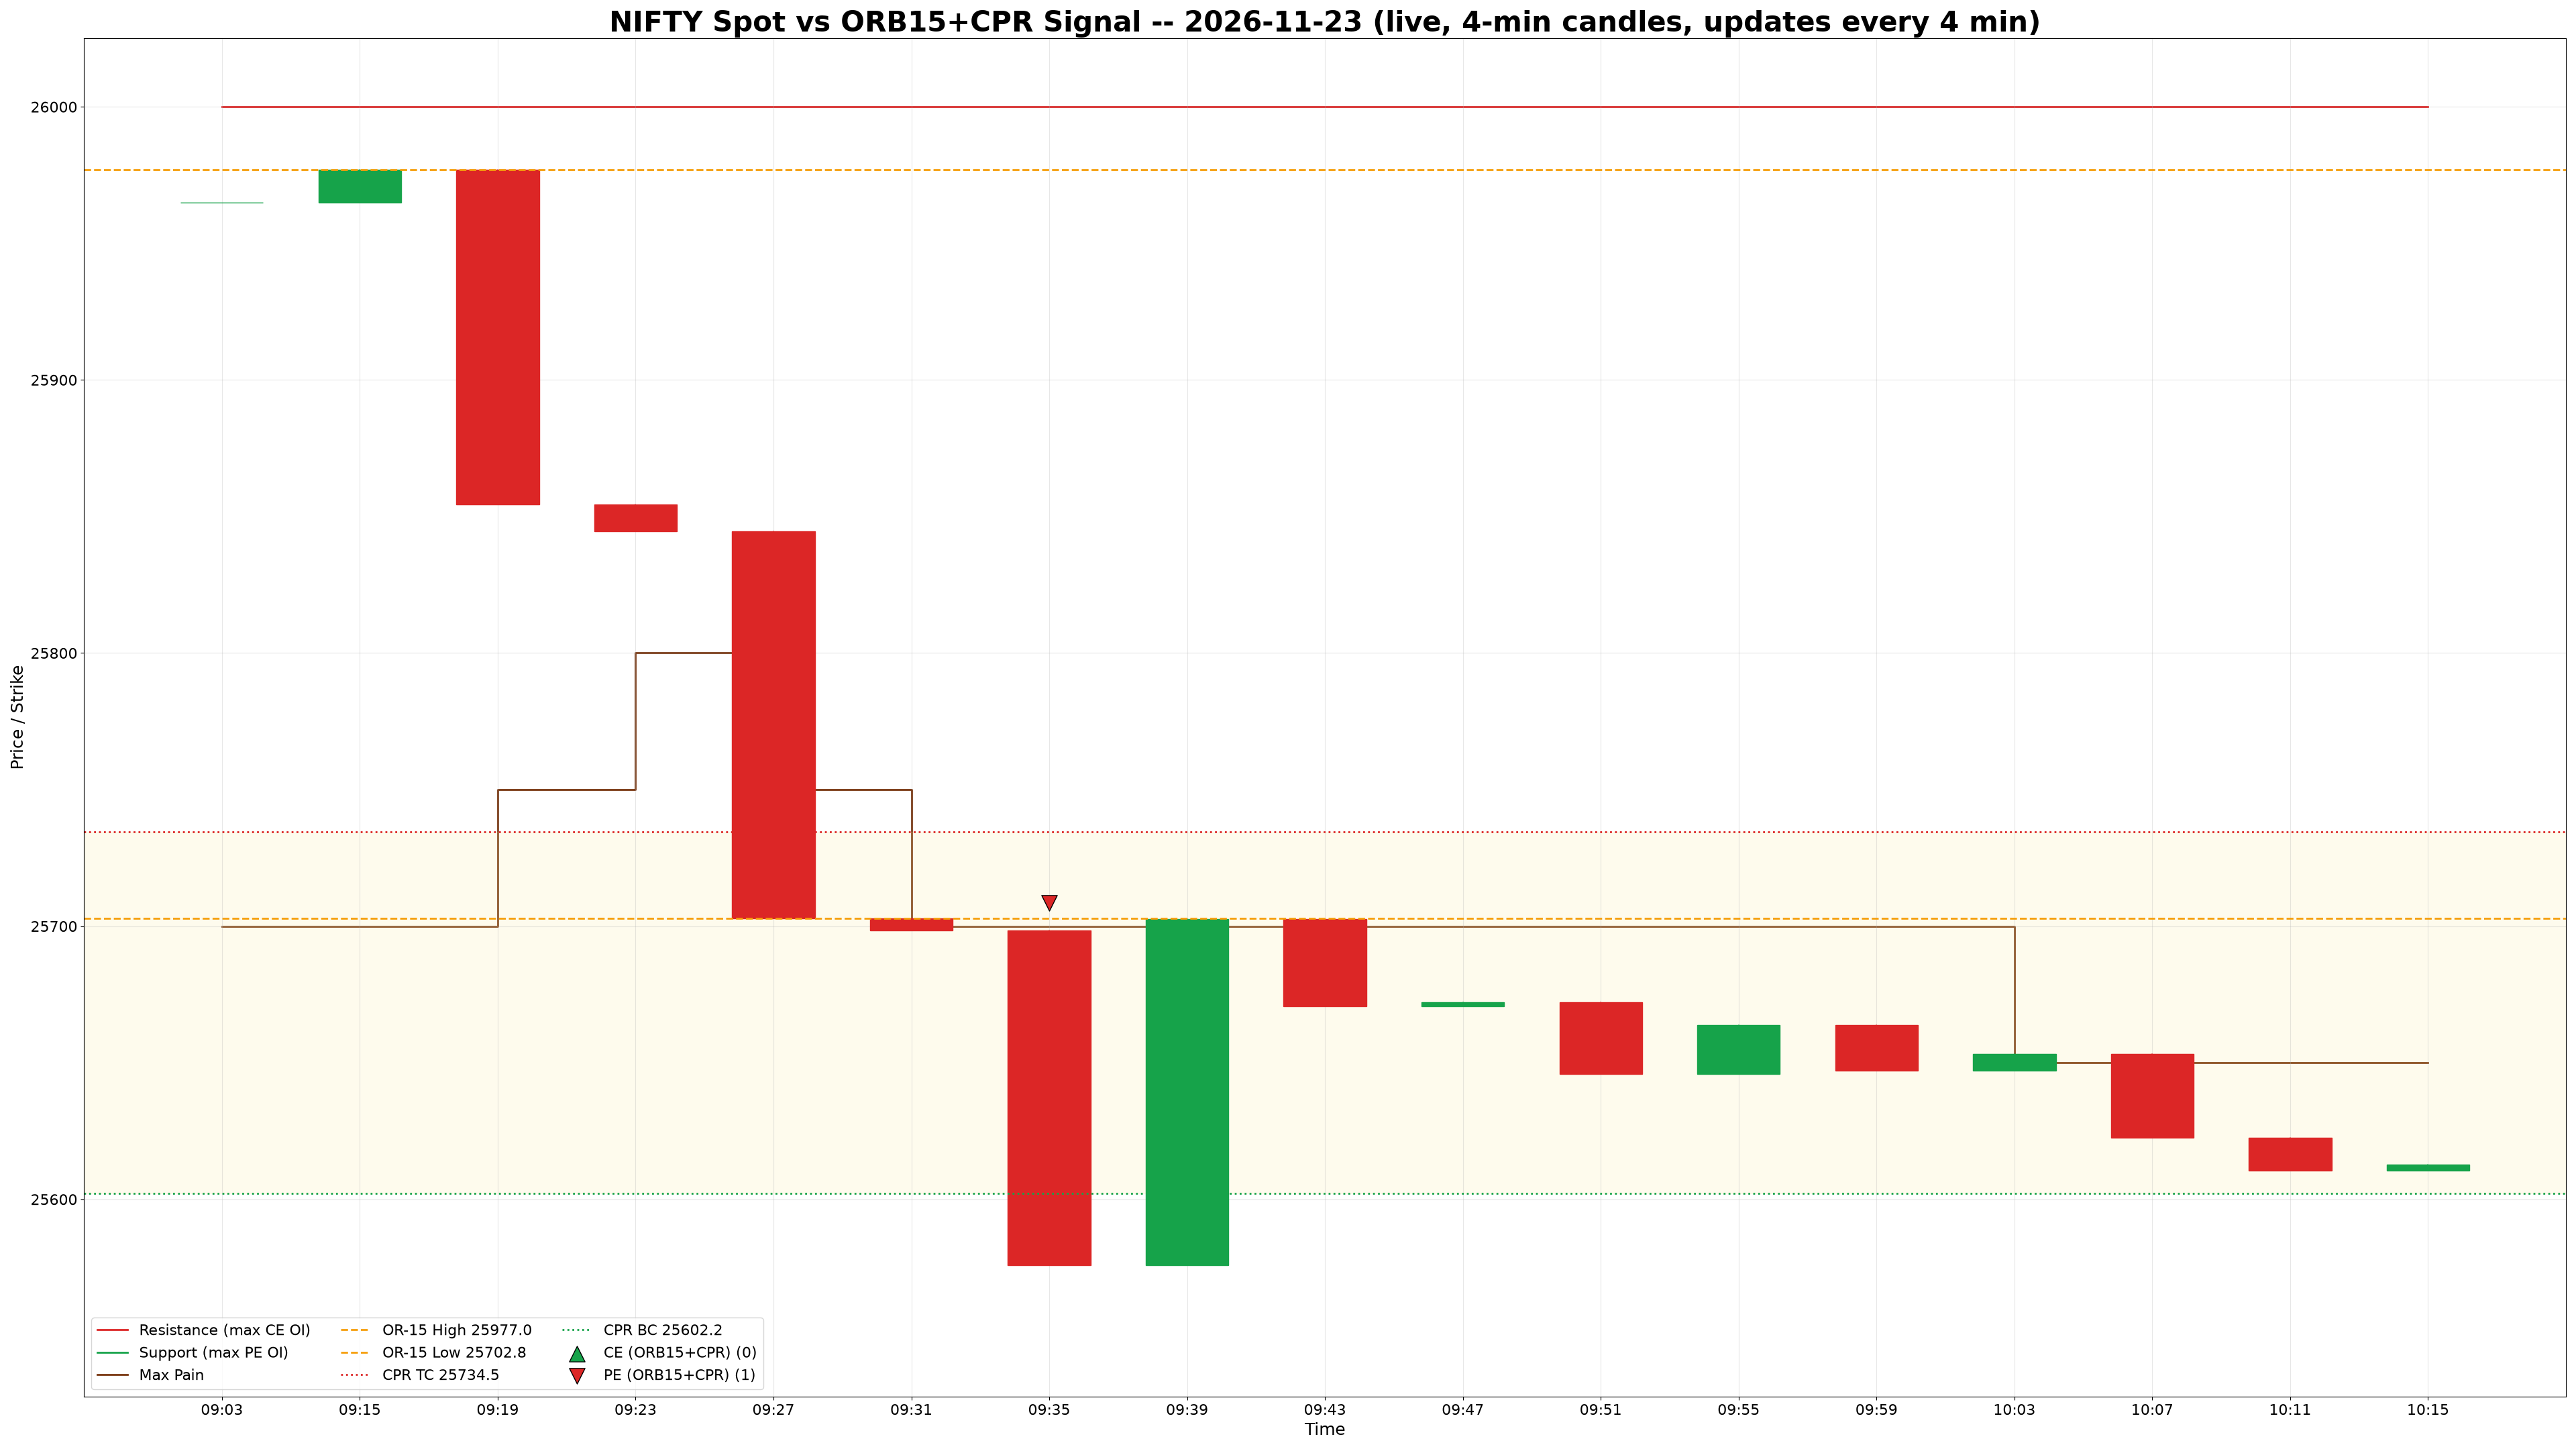 NIFTY Spot vs ORB15+CPR Signal -- 2026-11-23 (live, 4-min candles, updates every 4 min)
Price / Strike
26000
25900
25800
25700
25600
Resistance (max CE OI)
Support (max PE OI)
Max Pain
OR-15 High 25977.0
OR-15 Low 25702.8
CPR TC 25734.5
CPR BC 25602.2
CE (ORB15+CPR) (0)
PE (ORB15+CPR) (1)
09:03 09:15 09:19 09:23 09:27 09:31 09:35 09:39 09:43 09:47 09:51 09:55 09:59 10:03 10:07 10:11 10:15
Time